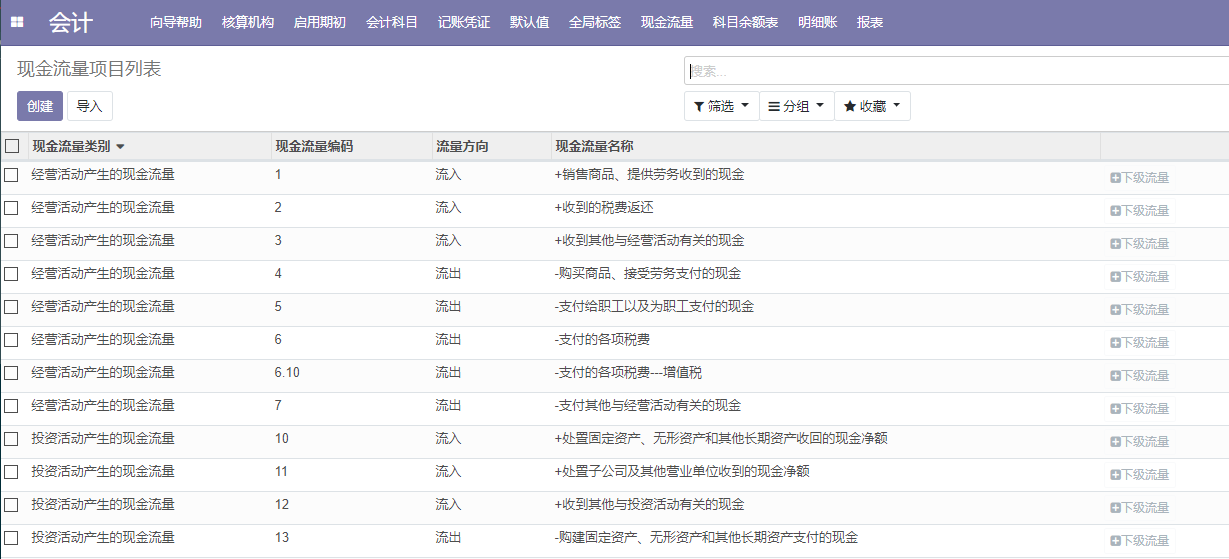 会计 向导帮助 核算机构 启用期初 会计科目 记账凭证 默认值 全局标签 现金流量 科目余额表 明细账 报表
现金流量项目列表 搜索...
创建 导入 筛选 分组 收藏
现金流量类别 现金流量编码 流量方向 现金流量名称
经营活动产生的现金流量 1 流入 +销售商品、提供劳务收到的现金 下级流量
经营活动产生的现金流量 2 流入 +收到的税费返还 下级流量
经营活动产生的现金流量 3 流入 +收到其他与经营活动有关的现金 下级流量
经营活动产生的现金流量 4 流出 -购买商品、接受劳务支付的现金 下级流量
经营活动产生的现金流量 5 流出 -支付给职工以及为职工支付的现金 下级流量
经营活动产生的现金流量 6 流出 -支付的各项税费 下级流量
经营活动产生的现金流量 6.10 流出 -支付的各项税费---增值税 下级流量
经营活动产生的现金流量 7 流出 -支付其他与经营活动有关的现金 下级流量
投资活动产生的现金流量 10 流入 +处置固定资产、无形资产和其他长期资产收回的现金净额 下级流量
投资活动产生的现金流量 11 流入 +处置子公司及其他营业单位收到的现金净额 下级流量
投资活动产生的现金流量 12 流入 +收到其他与投资活动有关的现金 下级流量
投资活动产生的现金流量 13 流出 -购建固定资产、无形资产和其他长期资产支付的现金 下级流量